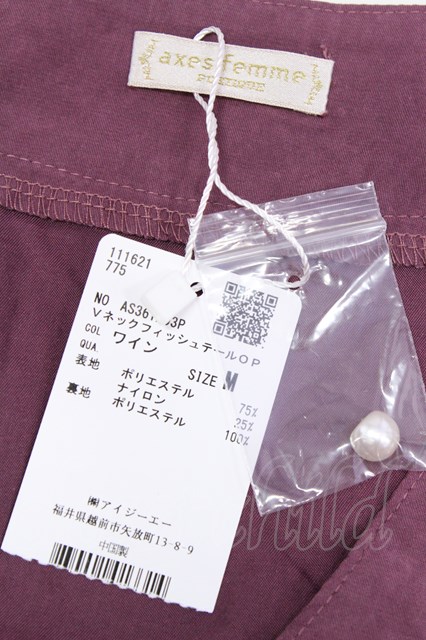 axes femme
POETIQUE
111621
775
NO
VネックフィッシュテールOP
COL ワイン
QUA SIZE M
表地 ポリエステル 75%
ナイロン 25%
裏地 ポリエステル 100%
㈱アイジーエー
福井県越前市矢放町13-8-9
中国製